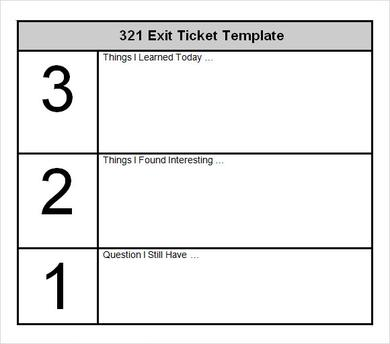 321 Exit Ticket Template
3
Things I Learned Today ...
2
Things I Found Interesting ...
1
Question I Still Have ...